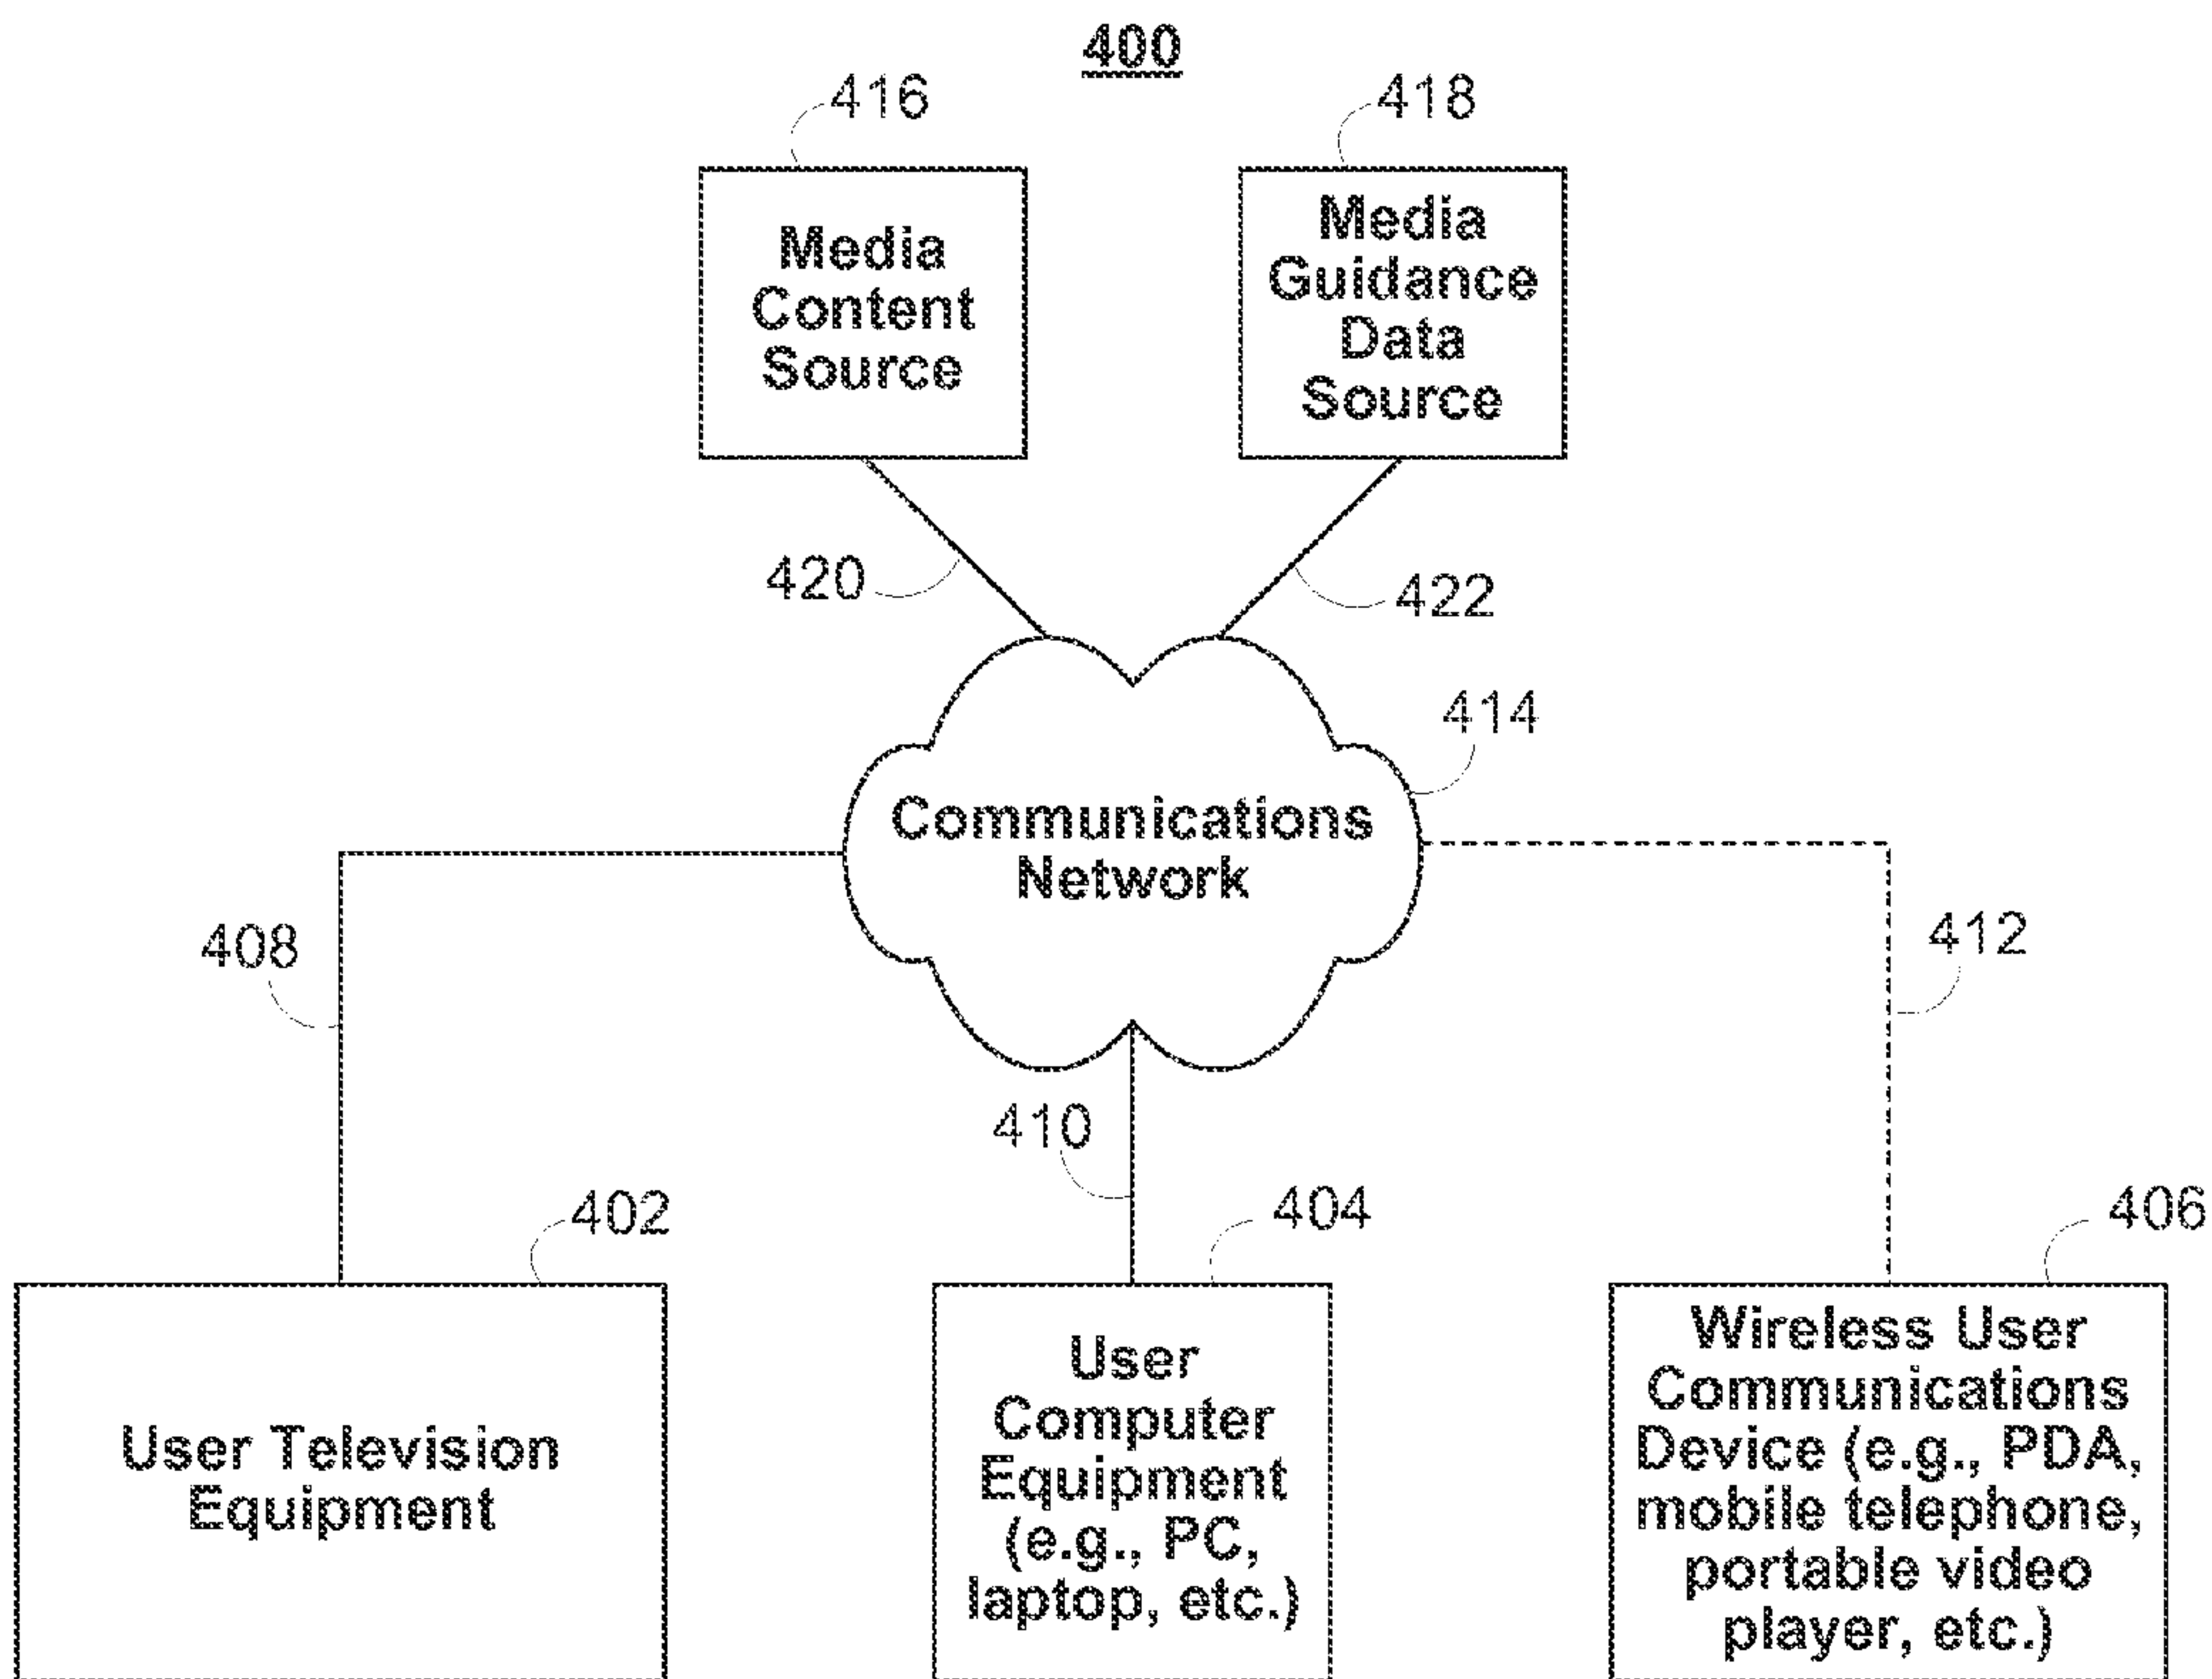 400
416
418
Media
Content
Source
Media
Guidance
Data
Source
420
422
414
Communications
Network
408
412
410
402
404
406
User Television
Equipment
User
Computer
Equipment
(e.g., PC,
laptop, etc.)
Wireless User
Communications
Device (e.g., PDA,
mobile telephone,
portable video
player, etc.)